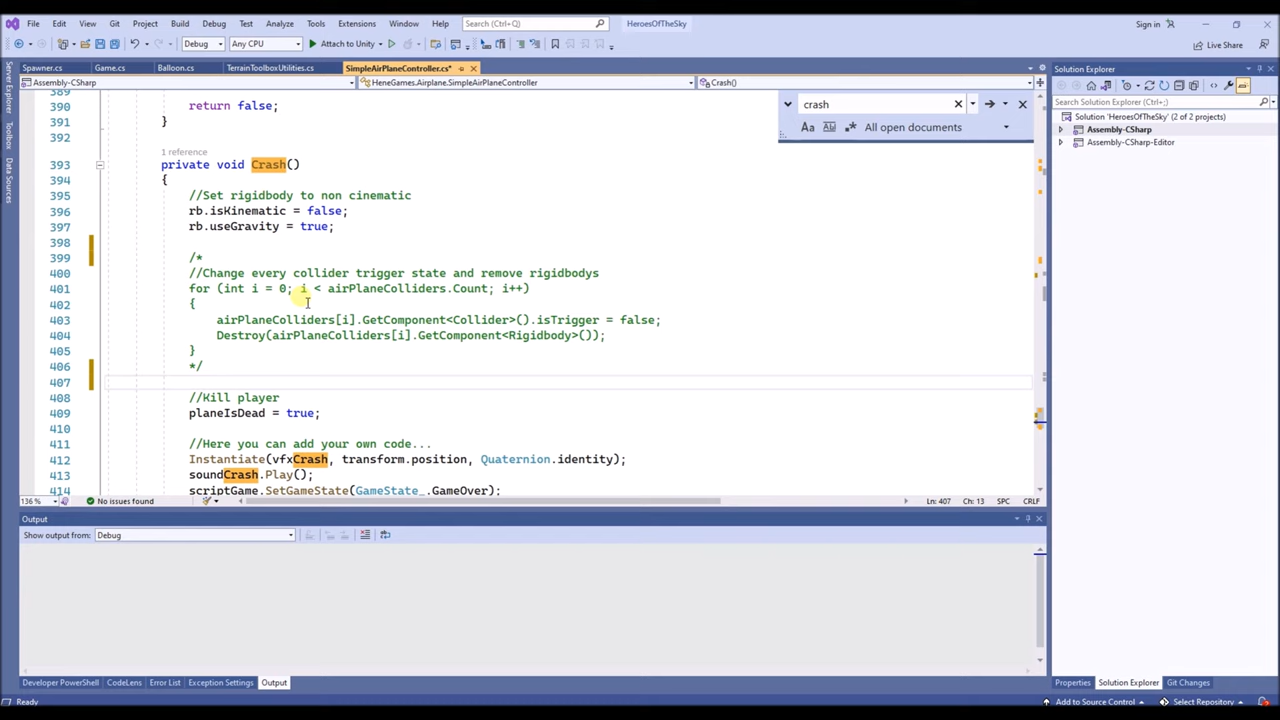 File Edit View Git Project Build Debug Test Analyze Tools Extensions Window Help Search (Ctrl+Q) HeroesOfTheSky Sign in
Debug Any CPU Attach to Unity Live Share
Spawner.cs Game.cs Balloon.cs TerrainToolboxUtilities.cs SimpleAirPlaneController.cs*
Assembly-CSharp HeneGames.Airplane.SimpleAirPlaneController Crash()
Server Explorer
Toolbox
Data Sources
crash
All open documents
389
390 return false;
391 }
392
1 reference
393 private void Crash()
394 {
395 //Set rigidbody to non cinematic
396 rb.isKinematic = false;
397 rb.useGravity = true;
398
399 /*
400 //Change every collider trigger state and remove rigidbodys
401 for (int i = 0; i < airPlaneColliders.Count; i++)
402 {
403 airPlaneColliders[i].GetComponent<Collider>().isTrigger = false;
404 Destroy(airPlaneColliders[i].GetComponent<Rigidbody>());
405 }
406 */
407
408 //Kill player
409 planeIsDead = true;
410
411 //Here you can add your own code...
412 Instantiate(vfxCrash, transform.position, Quaternion.identity);
413 soundCrash.Play();
414 scriptGame.SetGameState(GameState_.GameOver);
136 % No issues found Ln: 407 Ch: 13 SPC CRLF
Output
Show output from: Debug
Developer PowerShell CodeLens Error List Exception Settings Output
Solution Explorer
Search Solution Explorer (Ctrl+;)
Solution 'HeroesOfTheSky' (2 of 2 projects)
Assembly-CSharp
Assembly-CSharp-Editor
Properties Solution Explorer Git Changes
Ready Add to Source Control Select Repository